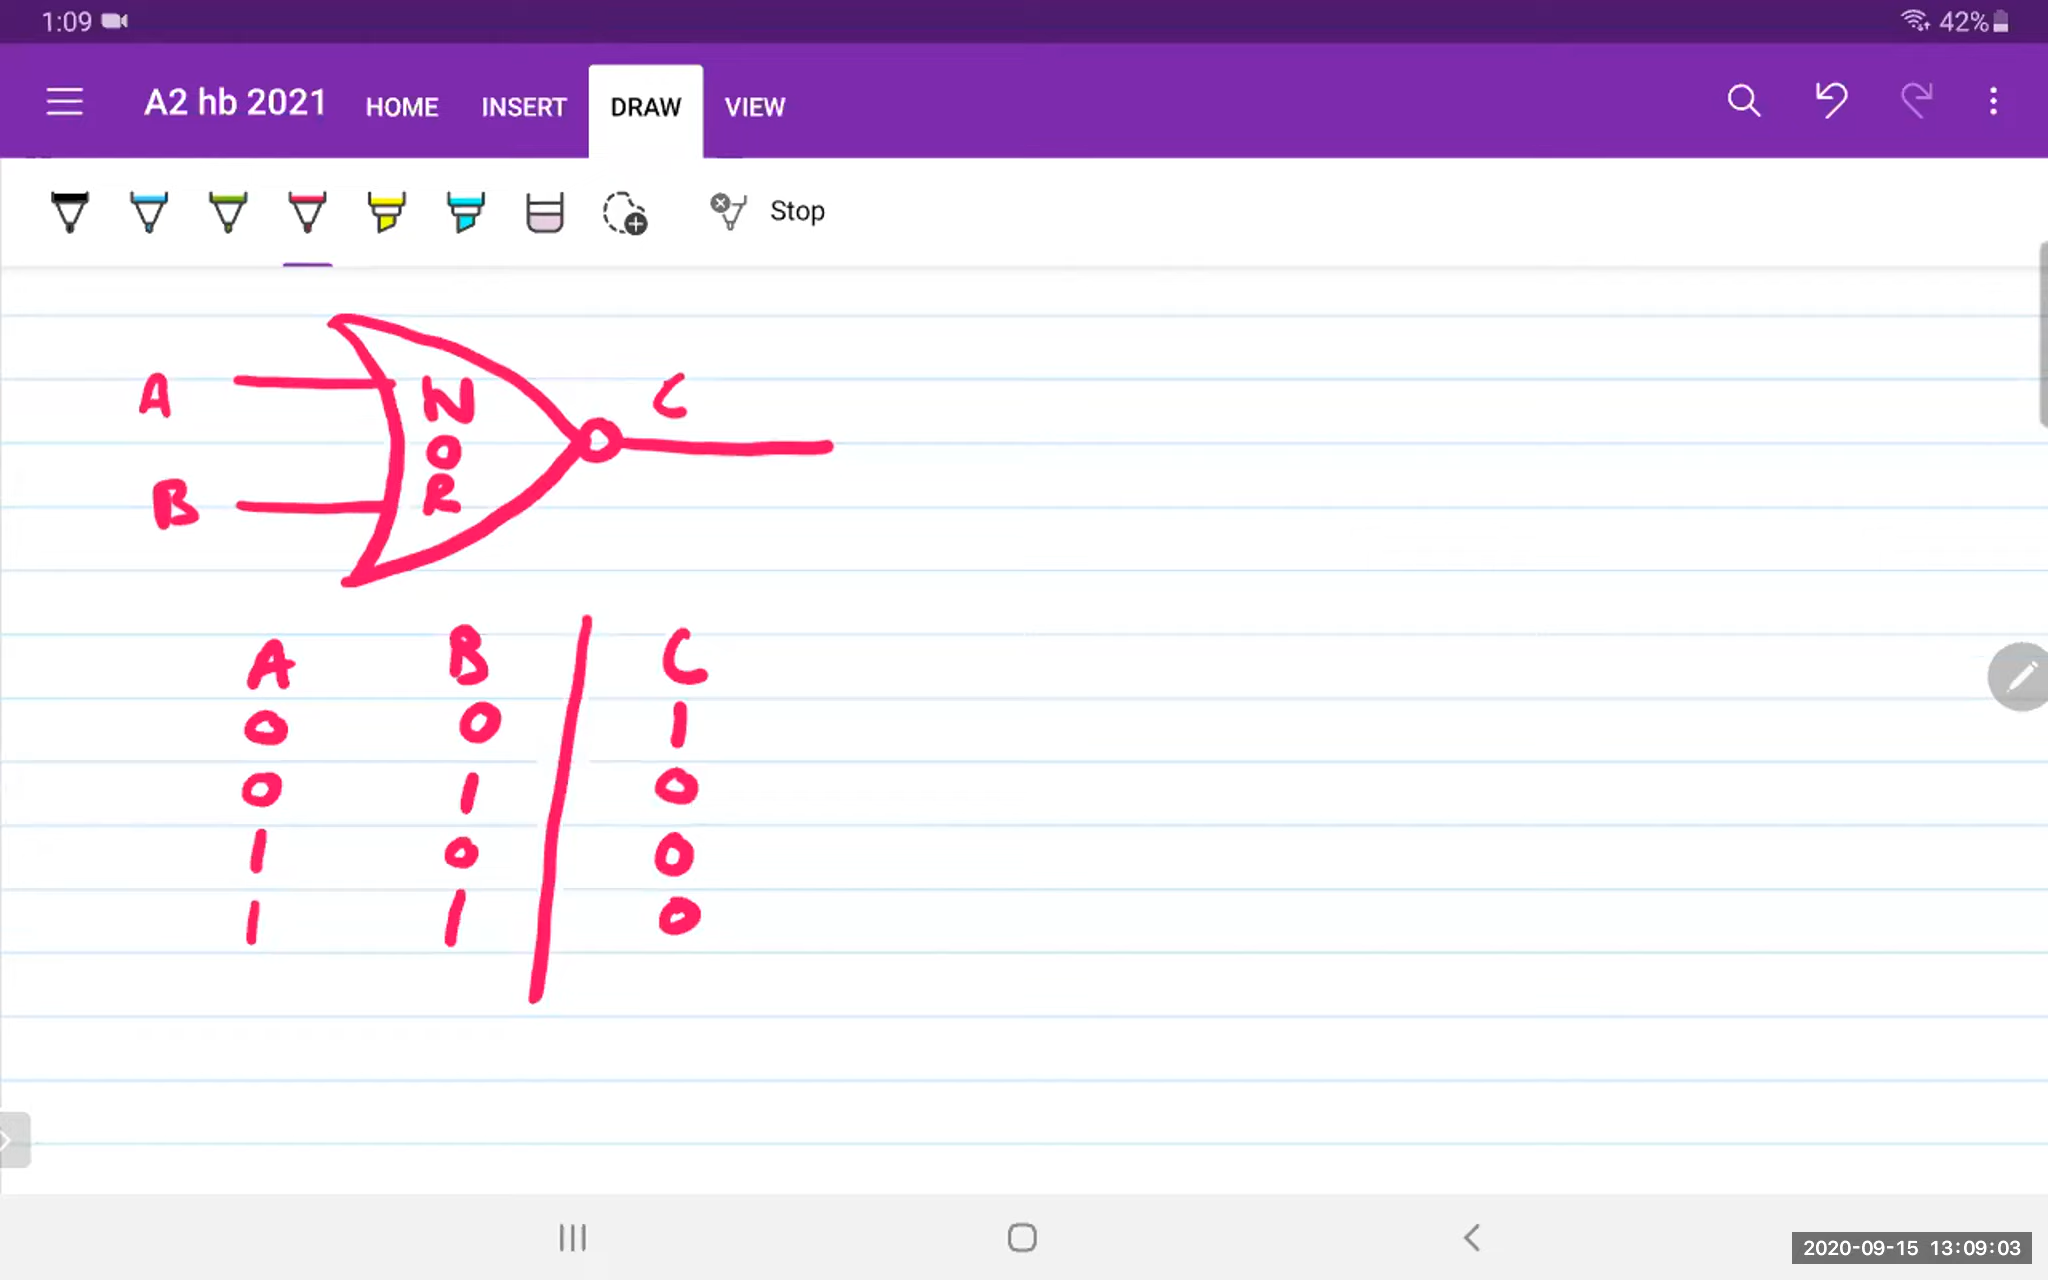 1:09 42%
A2 hb 2021 HOME INSERT DRAW VIEW
Stop
A
B
N
O
R
C
A B C
0 0 1
0 1 0
1 0 0
1 1 0
2020-09-15 13:09:03